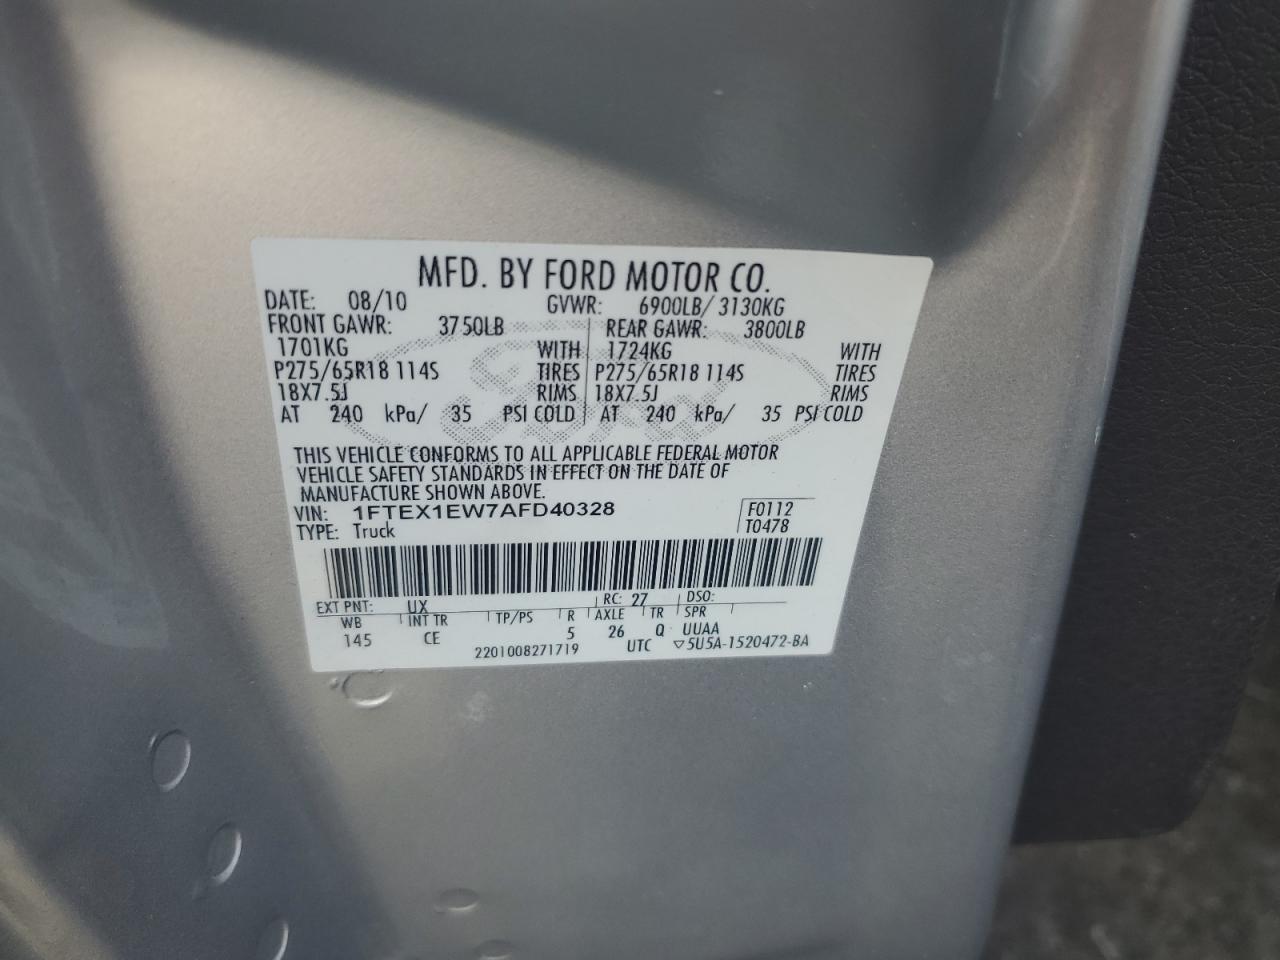 MFD. BY FORD MOTOR CO.
DATE: 08/10 GVWR: 6900LB/ 3130KG
FRONT GAWR: 3750LB REAR GAWR: 3800LB
1701KG WITH 1724KG WITH
P275/65R18 114S TIRES P275/65R18 114S TIRES
18X7.5J RIMS 18X7.5J RIMS
AT 240 kPa/ 35 PSI COLD AT 240 kPa/ 35 PSI COLD
THIS VEHICLE CONFORMS TO ALL APPLICABLE FEDERAL MOTOR
VEHICLE SAFETY STANDARDS IN EFFECT ON THE DATE OF
MANUFACTURE SHOWN ABOVE.
VIN: 1FTEX1EW7AFD40328 F0112
TYPE: Truck T0478
EXT PNT: UX RC: 27 DSO:
WB INT TR TP/PS R AXLE TR SPR
145 CE 5 26 Q UUAA
2201008271719 UTC ▽5U5A-1520472-BA
Ford